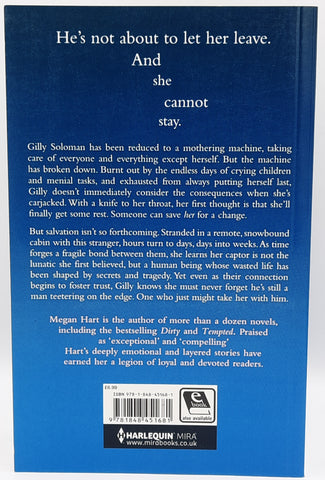 He's not about to let her leave.
And
she
cannot
stay.
Gilly Soloman has been reduced to a mothering machine, taking
care of everyone and everything except herself. But the machine
has broken down. Burnt out by the endless days of crying children
and menial tasks, and exhausted from always putting herself last,
Gilly doesn't immediately consider the consequences when she's
carjacked. With a knife to her throat, her first thought is that she'll
finally get some rest. Someone can save her for a change.
But salvation isn't so forthcoming. Stranded in a remote, snowbound
cabin with this stranger, hours turn to days, days into weeks. As time
forges a fragile bond between them, she learns her captor is not the
lunatic she first believed, but a human being whose wasted life has
been shaped by secrets and tragedy. Yet even as their connection
begins to foster trust, Gilly knows she must never forget he's still a
man teetering on the edge. One who just might take her with him.
Megan Hart is the author of more than a dozen novels,
including the bestselling Dirty and Tempted. Praised
as 'exceptional' and 'compelling'
Hart's deeply emotional and layered stories have
earned her a legion of loyal and devoted readers.
£6.99
ISBN 978-1-848-45168-1
9 781848 451681
e
book
also available
HARLEQUIN MIRA
www.mirabooks.co.uk